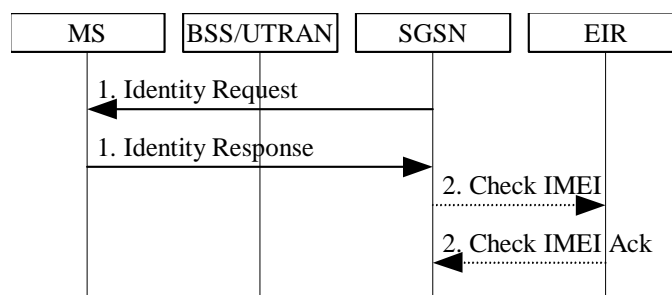 MS BSS/UTRAN SGSN EIR
1. Identity Request
1. Identity Response
2. Check IMEI
2. Check IMEI Ack